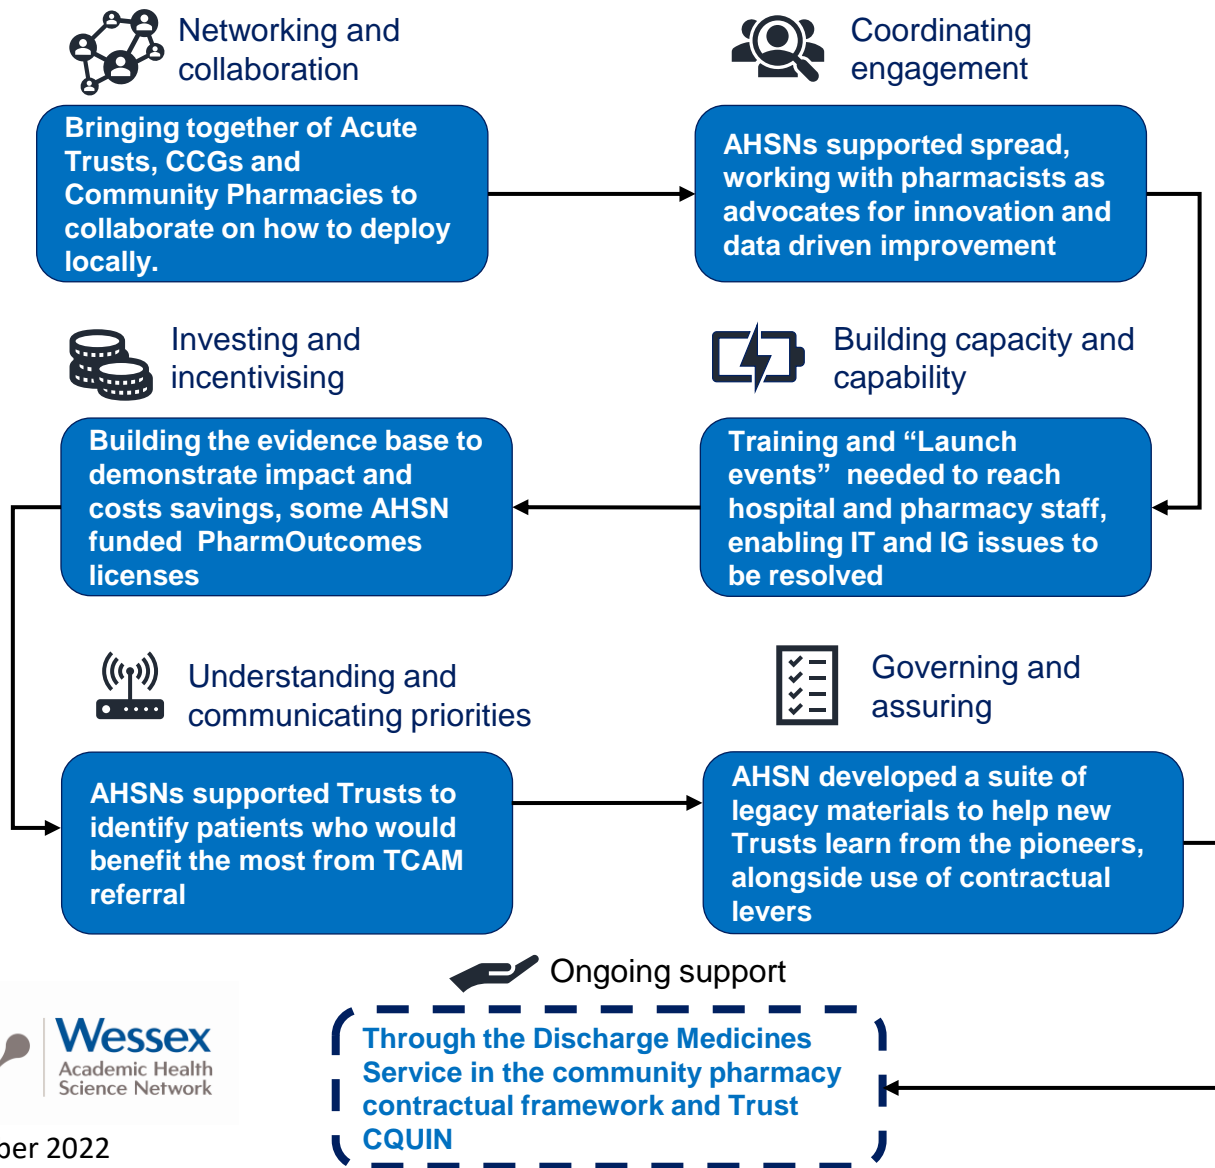 Networking and
collaboration
Bringing together of Acute
Trusts, CCGs and
Community Pharmacies to
collaborate on how to deploy
locally.
Coordinating
engagement
AHSNs supported spread,
working with pharmacists as
advocates for innovation and
data driven improvement
Building capacity and
capability
Training and “Launch
events”  needed to reach
hospital and pharmacy staff,
enabling IT and IG issues to
be resolved
Investing and
incentivising
Building the evidence base to
demonstrate impact and
costs savings, some AHSN
funded  PharmOutcomes
licenses
Understanding and
communicating priorities
AHSNs supported Trusts to
identify patients who would
benefit the most from TCAM
referral
Governing and
assuring
AHSN developed a suite of
legacy materials to help new
Trusts learn from the pioneers,
alongside use of contractual
levers
Ongoing support
Through the Discharge Medicines
Service in the community pharmacy
contractual framework and Trust
CQUIN
Wessex
Academic Health
Science Network
2022